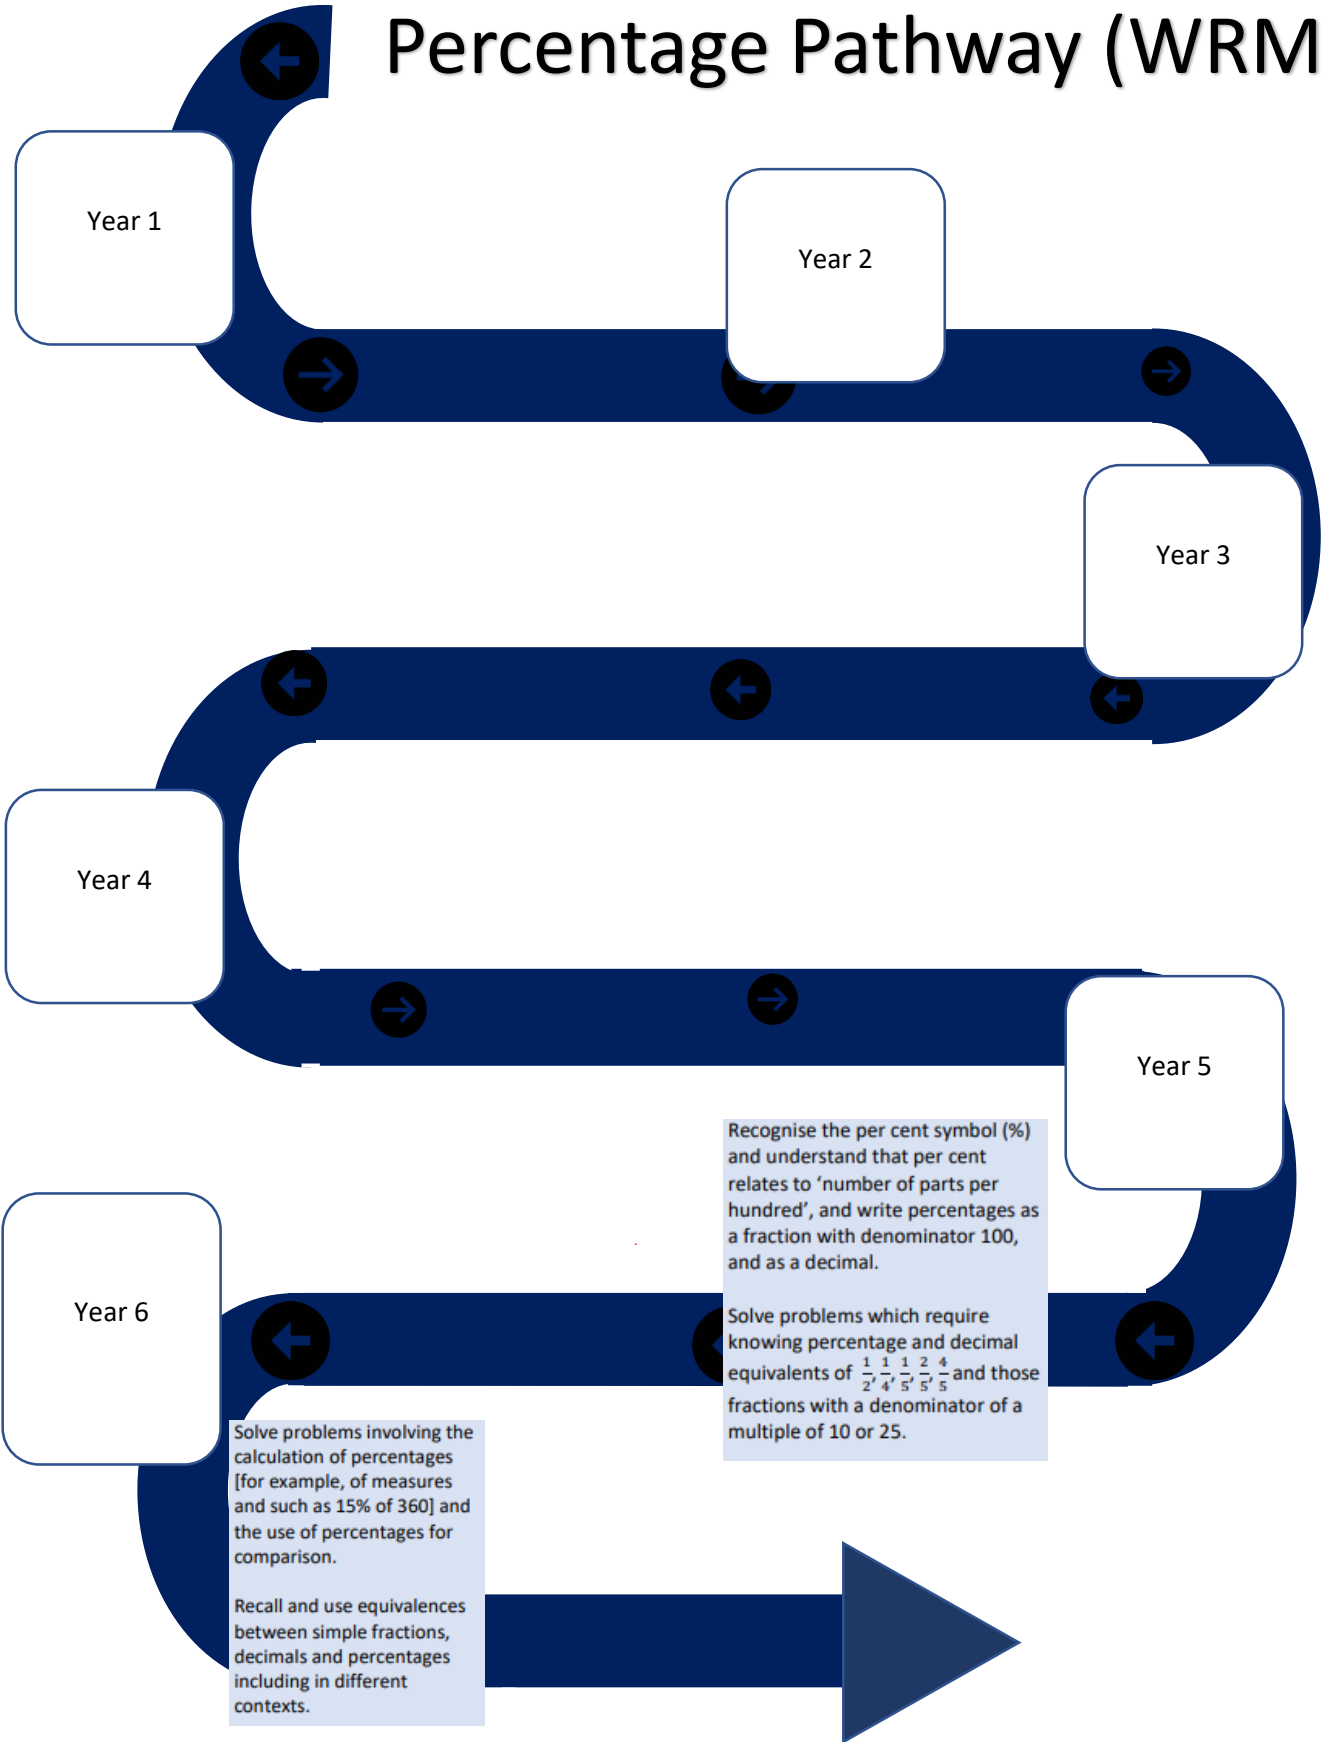 Percentage Pathway (WRM
Year 1
Year 2
Year 3
Year 4
Year 5
Recognise the per cent symbol (%)
and understand that per cent
relates to ‘number of parts per
hundred’, and write percentages as
a fraction with denominator 100,
and as a decimal.
Solve problems which require
knowing percentage and decimal
equivalents of 1/2, 1/4, 1/5, 2/5, 4/5 and those
fractions with a denominator of a
multiple of 10 or 25.
Year 6
Solve problems involving the
calculation of percentages
[for example, of measures
and such as 15% of 360] and
the use of percentages for
comparison.
Recall and use equivalences
between simple fractions,
decimals and percentages
including in different
contexts.